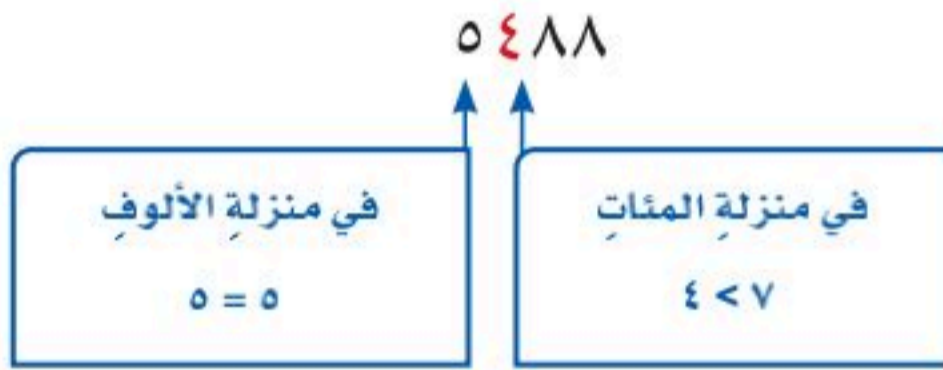 ٥٤٨٨
في منزلةِ المئاتِ
٤ < ٧
في منزلةِ الألوفِ
٥ = ٥